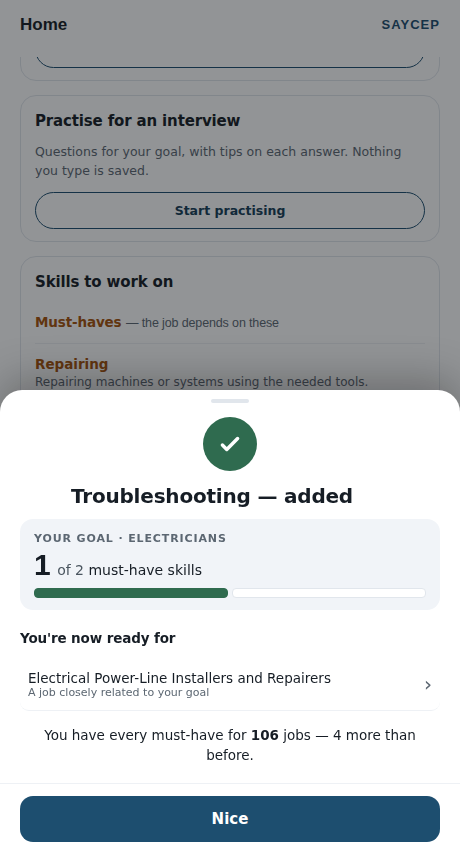 Home
SAYCEP
Practise for an interview
Questions for your goal, with tips on each answer. Nothing
you type is saved.
Start practising
Skills to work on
Must-haves — the job depends on these
Repairing
Repairing machines or systems using the needed tools.
Troubleshooting — added
YOUR GOAL · ELECTRICIANS
1 of 2 must-have skills
You're now ready for
Electrical Power-Line Installers and Repairers
A job closely related to your goal
You have every must-have for 106 jobs — 4 more than
before.
Nice